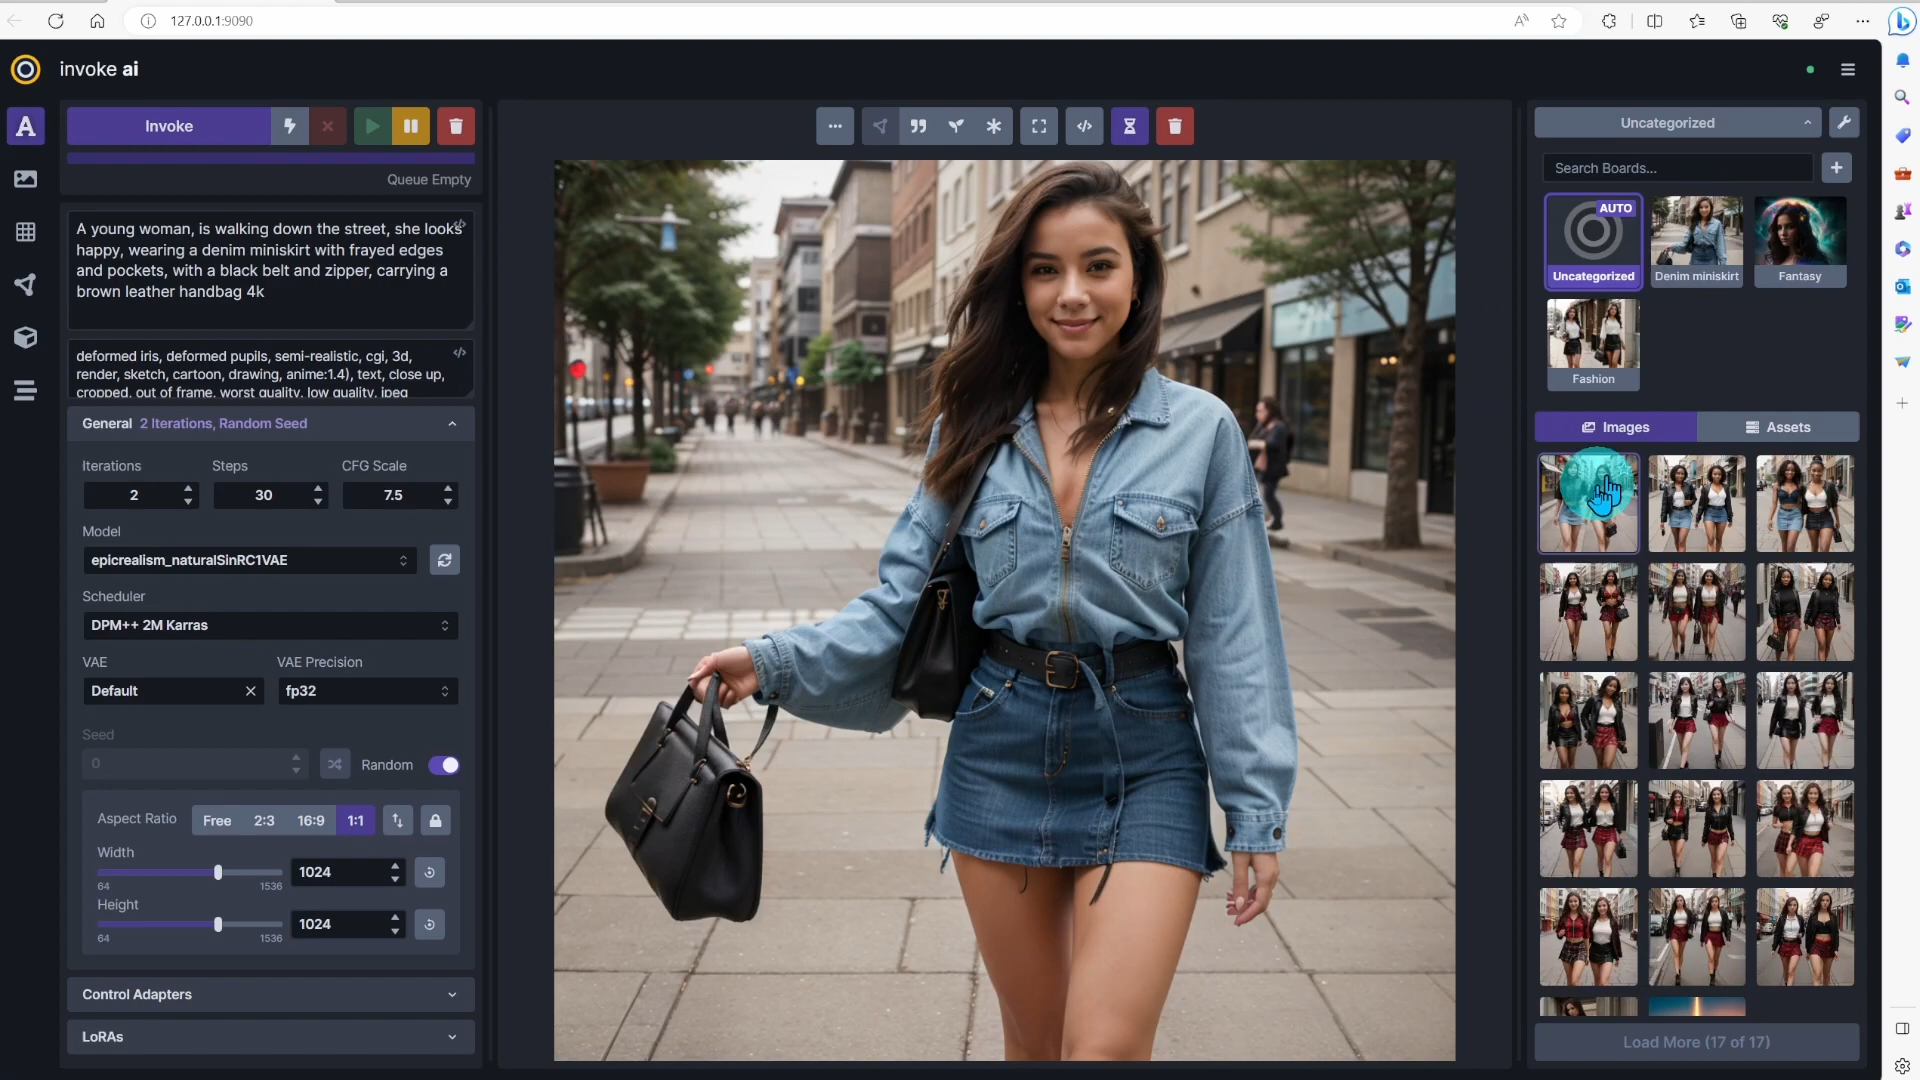 127.0.0.1:9090
invoke ai
Invoke
Queue Empty
A young woman, is walking down the street, she looks
happy, wearing a denim miniskirt with frayed edges
and pockets, with a black belt and zipper, carrying a
brown leather handbag 4k
deformed iris, deformed pupils, semi-realistic, cgi, 3d,
render, sketch, cartoon, drawing, anime:1.4), text, close up,
cropped, out of frame, worst quality, low quality, jpeg
General 2 Iterations, Random Seed
Iterations Steps CFG Scale
2 30 7.5
Model
epicrealism_naturalSinRC1VAE
Scheduler
DPM++ 2M Karras
VAE VAE Precision
Default fp32
Seed
0 Random
Aspect Ratio Free 2:3 16:9 1:1
Width
1024
64 1536
Height
1024
64 1536
Control Adapters
LoRAs
Uncategorized
Search Boards...
AUTO
Uncategorized Denim miniskirt Fantasy
Fashion
Images Assets
Load More (17 of 17)